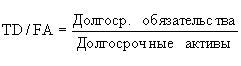 TD / FA = Долгоср. обязательства / Долгосрочные активы